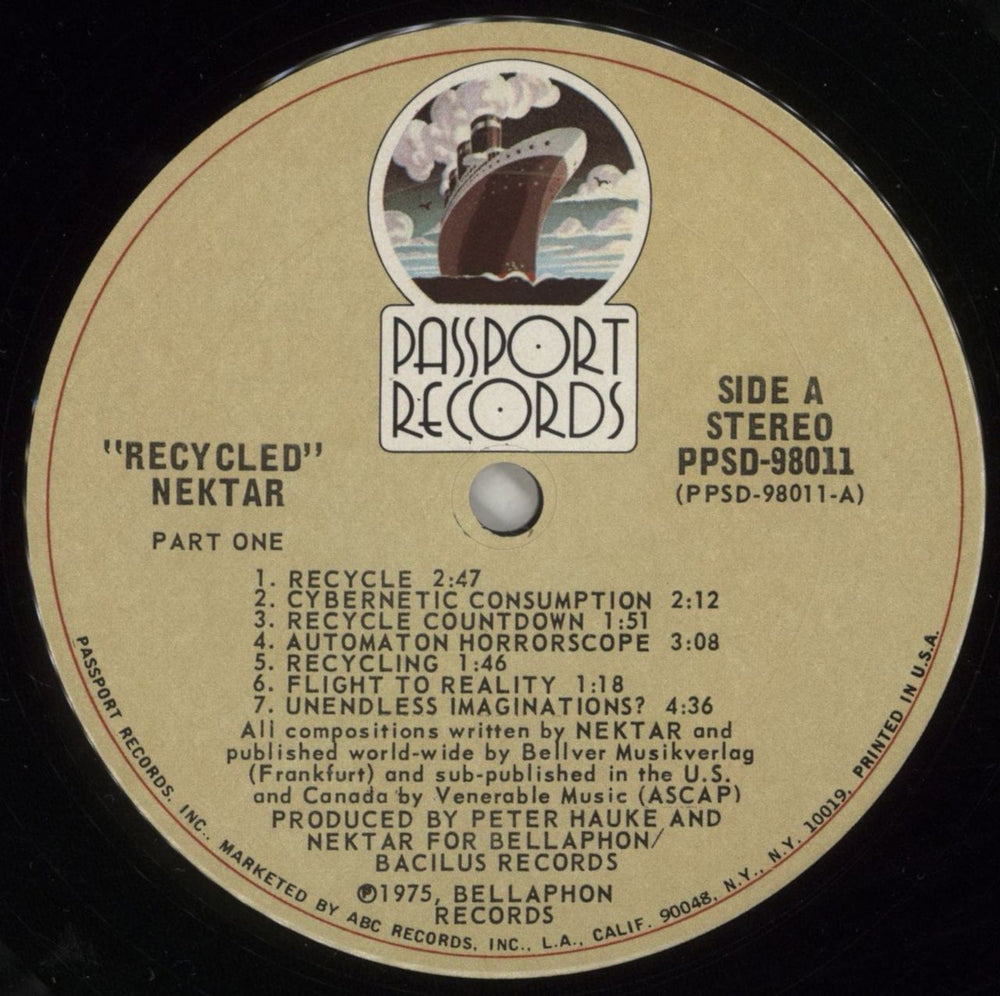 PASSPORT
RECORDS
"RECYCLED"
NEKTAR
PART ONE
SIDE A
STEREO
PPSD-98011
(PPSD-98011-A)
1. RECYCLE 2:47
2. CYBERNETIC CONSUMPTION 2:12
3. RECYCLE COUNTDOWN 1:51
4. AUTOMATON HORRORSCOPE 3:08
5. RECYCLING 1:46
6. FLIGHT TO REALITY 1:18
7. UNENDLESS IMAGINATIONS? 4:36
All compositions written by NEKTAR and
published world-wide by Bellver Musikverlag
(Frankfurt) and sub-published in the U.S.
and Canada by Venerable Music (ASCAP)
PRODUCED BY PETER HAUKE AND
NEKTAR FOR BELLAPHON/
BACILUS RECORDS
℗1975, BELLAPHON
RECORDS
PASSPORT RECORDS, INC., MARKETED BY ABC RECORDS, INC., L.A., CALIF. 90048, N.Y., N.Y. 10019, PRINTED IN U.S.A.